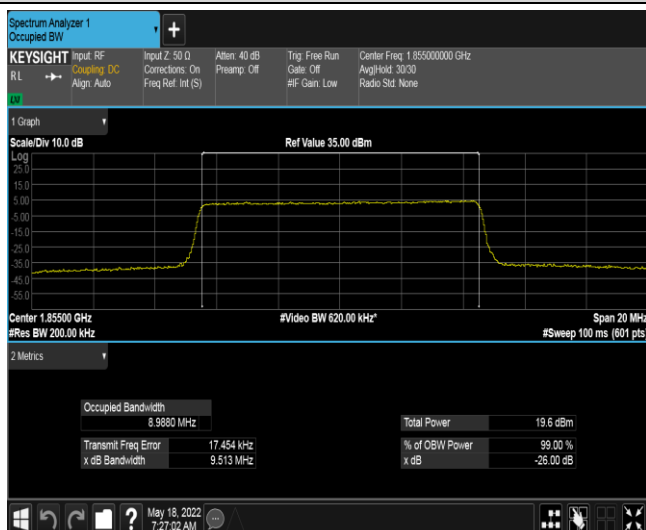 Spectrum Analyzer 1
Occupied BW
+
KEYSIGHT
RL
Input: RF
Coupling: DC
Align: Auto
Input Z: 50 Ω
Corrections: On
Freq Ref: Int (S)
Atten: 40 dB
Preamp: Off
Trig: Free Run
Gate: Off
#IF Gain: Low
Center Freq: 1.855000000 GHz
Avg|Hold: 30/30
Radio Std: None
1 Graph
Scale/Div 10.0 dB
Ref Value 35.00 dBm
Log
25.0
15.0
5.00
-5.00
-15.0
-25.0
-35.0
-45.0
-55.0
Center 1.85500 GHz
#Video BW 620.00 kHz*
Span 20 MHz
#Res BW 200.00 kHz
#Sweep 100 ms (601 pts)
2 Metrics
Occupied Bandwidth
8.9880 MHz
Total Power 19.6 dBm
Transmit Freq Error 17.454 kHz
% of OBW Power 99.00 %
x dB Bandwidth 9.513 MHz
x dB -26.00 dB
?
May 18, 2022
7:27:02 AM